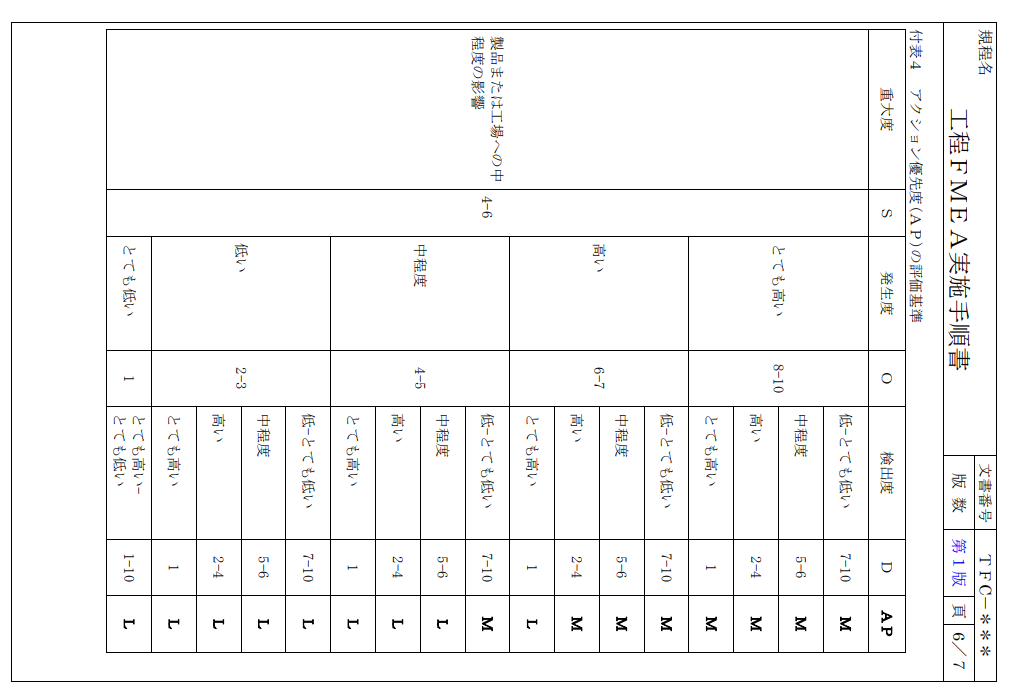 規程名
工程FMEA実施手順書
文書番号
TFC-***
版 数
第1版
頁
6/7
付表4 アクション優先度(AP)の評価基準
重大度 S 発生度 O 検出度 D AP
製品または工場への中
程度の影響
4-6
とても高い 8-10 低-とても低い 7-10 M
中程度 5-6 M
高い 2-4 M
とても高い 1 M
高い 6-7 低-とても低い 7-10 M
中程度 5-6 M
高い 2-4 M
とても高い 1 L
中程度 4-5 低-とても低い 7-10 M
中程度 5-6 L
高い 2-4 L
とても高い 1 L
低い 2-3 低-とても低い 7-10 L
中程度 5-6 L
高い 2-4 L
とても高い 1 L
とても低い 1 とても高い-
とても低い 1-10 L